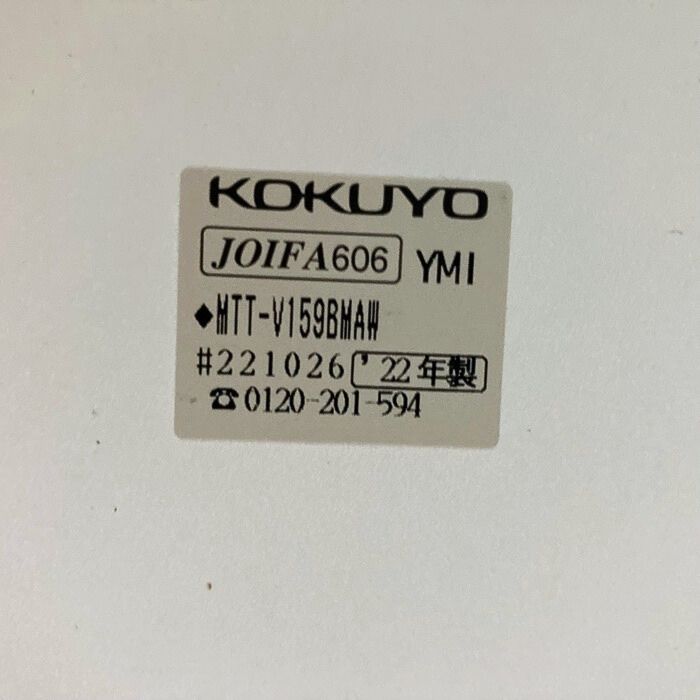 KOKUYO
JOIFA606 YMI
◆MTT-V159BMAW
#221026 '22年製
☎0120-201-594